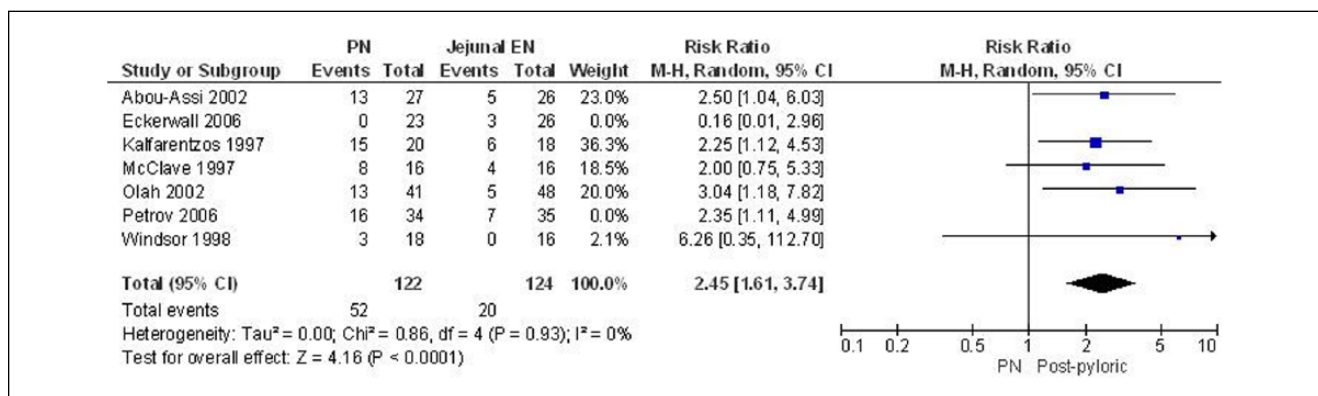 PN Jejunal EN Risk Ratio Risk Ratio
Study or Subgroup Events Total Events Total Weight M-H, Random, 95% CI M-H, Random, 95% CI
Abou-Assi 2002 13 27 5 26 23.0% 2.50 [1.04, 6.03]
Eckerwall 2006 0 23 3 26 0.0% 0.16 [0.01, 2.96]
Kalfarentzos 1997 15 20 6 18 36.3% 2.25 [1.12, 4.53]
McClave 1997 8 16 4 16 18.5% 2.00 [0.75, 5.33]
Olah 2002 13 41 5 48 20.0% 3.04 [1.18, 7.82]
Petrov 2006 16 34 7 35 0.0% 2.35 [1.11, 4.99]
Windsor 1998 3 18 0 16 2.1% 6.26 [0.35, 112.70]
Total (95% CI) 122 124 100.0% 2.45 [1.61, 3.74]
Total events 52 20
Heterogeneity: Tau² = 0.00; Chi² = 0.86, df = 4 (P = 0.93); I² = 0%
Test for overall effect: Z = 4.16 (P < 0.0001)
0.1 0.2 0.5 1 2 5 10
PN Post-pyloric